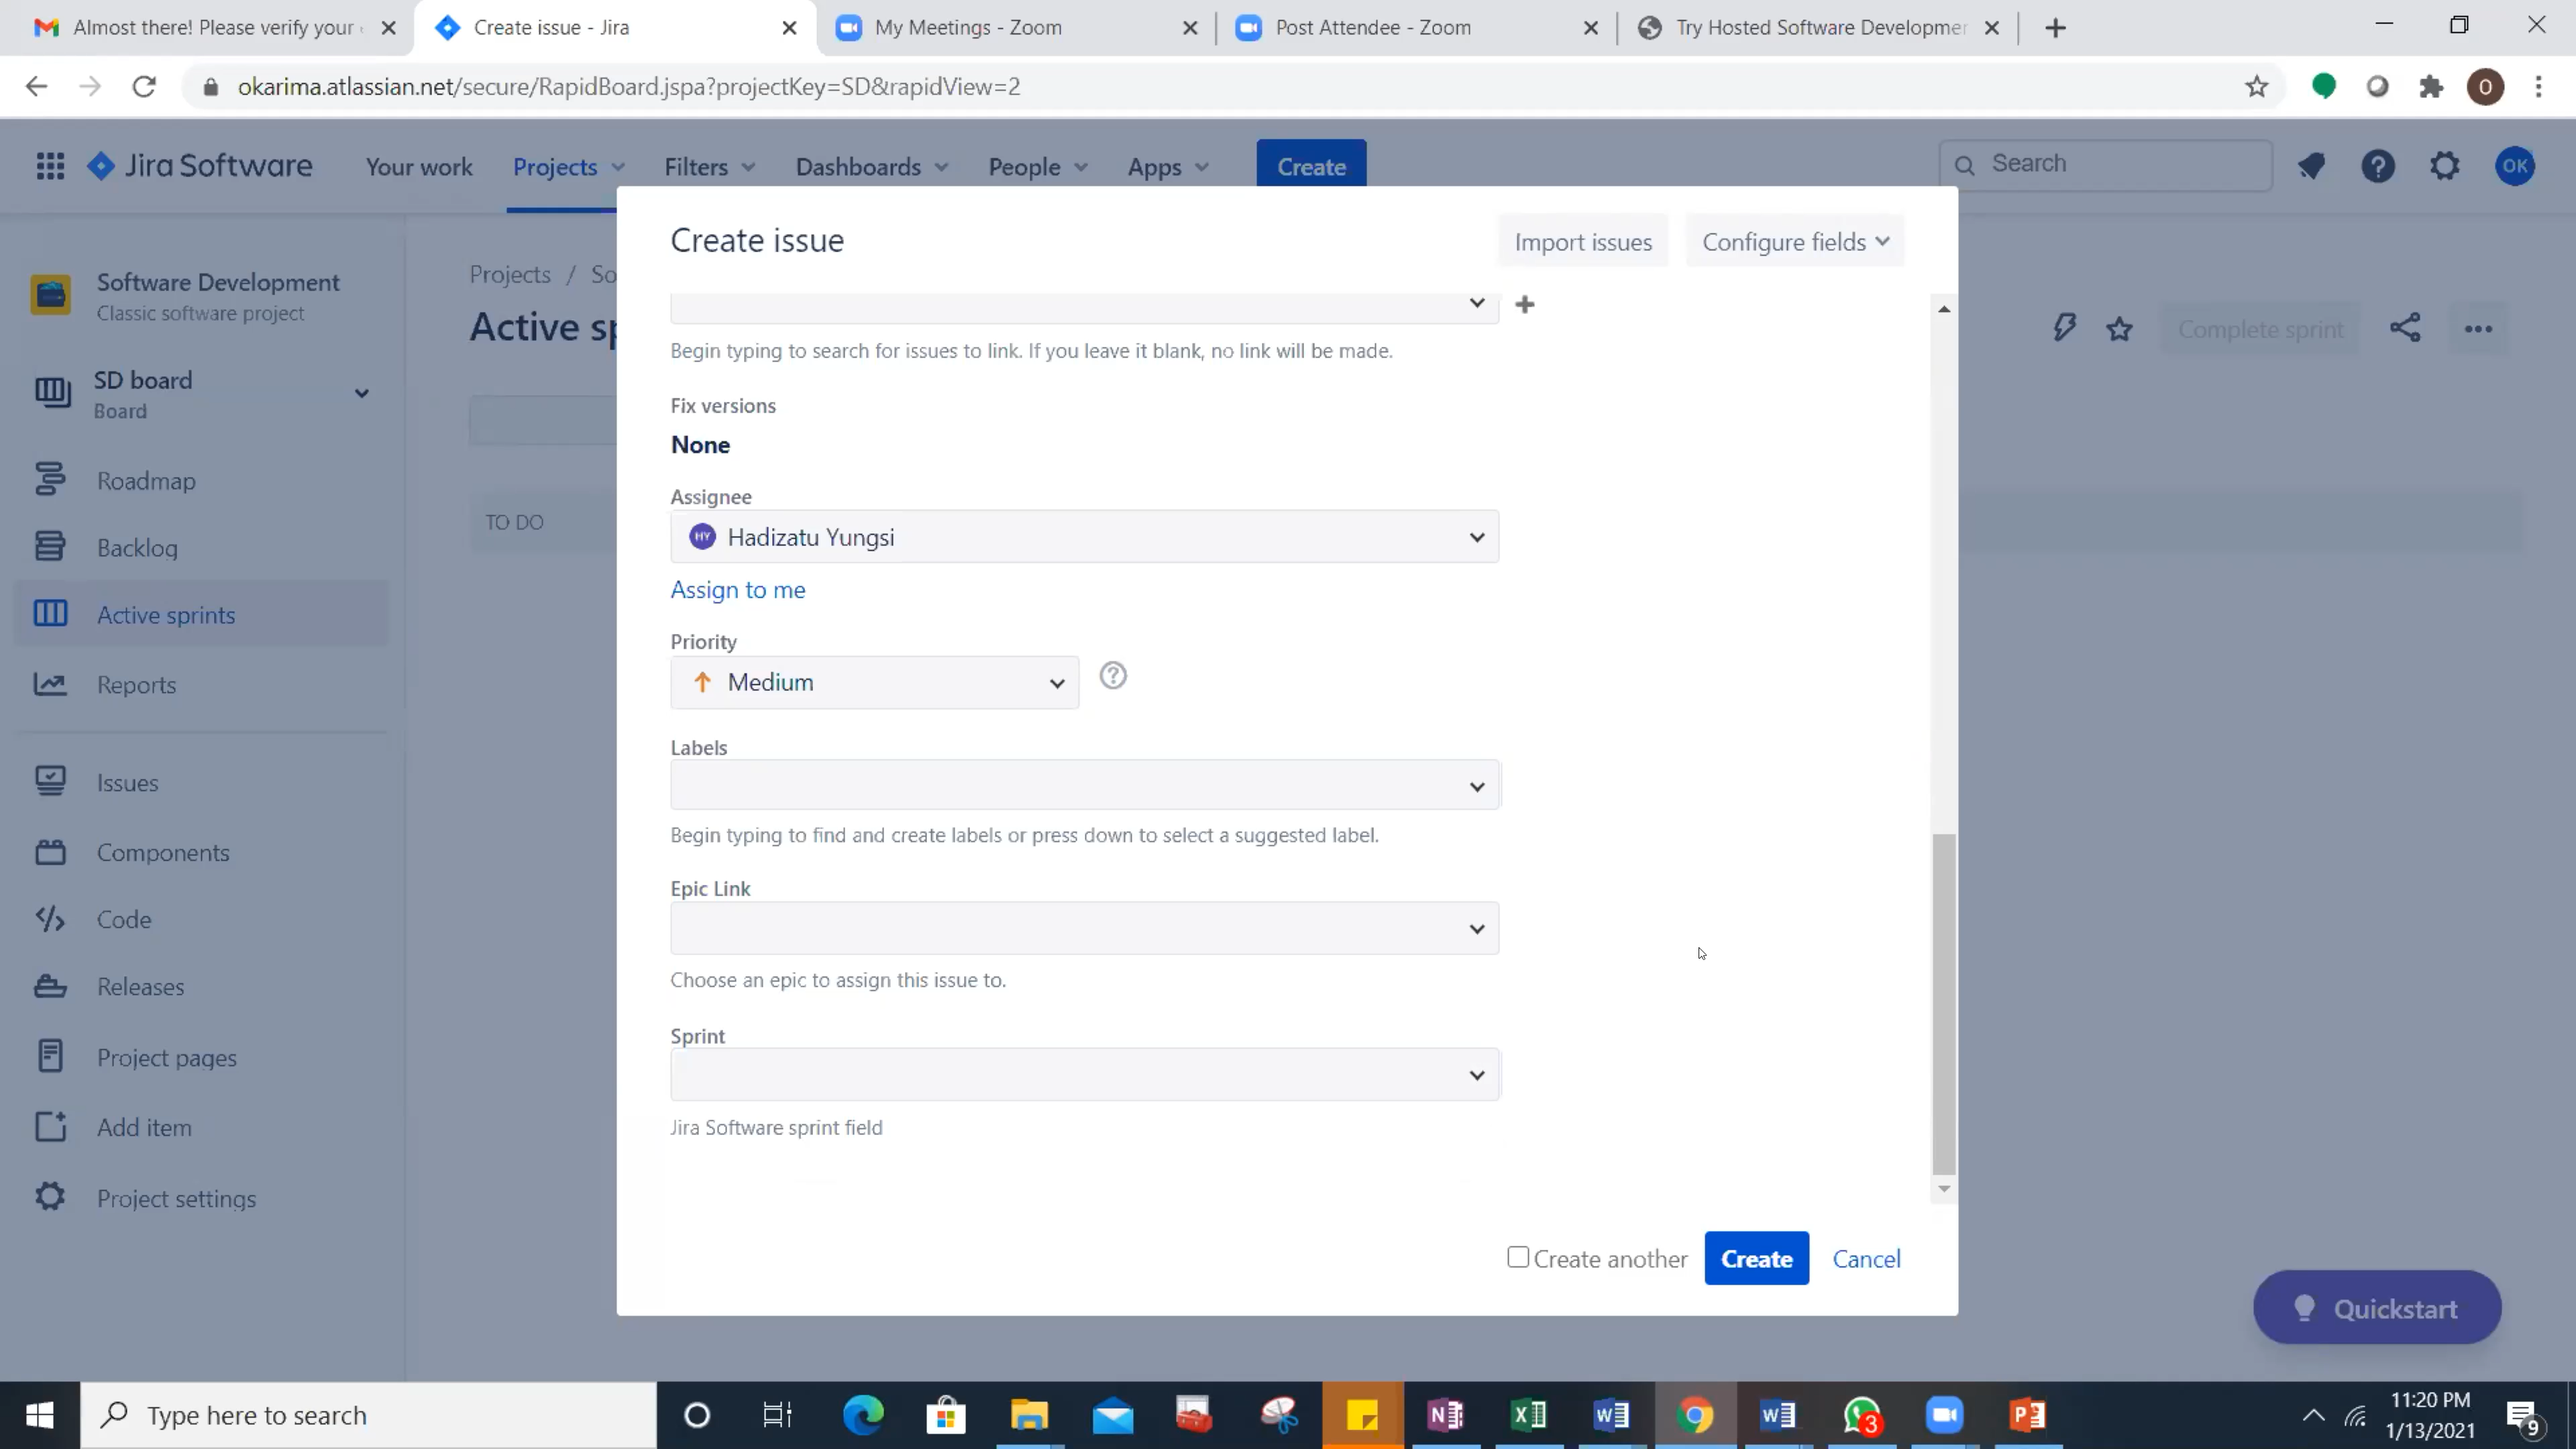 Almost there! Please verify your
Create issue - Jira
My Meetings - Zoom
Post Attendee - Zoom
Try Hosted Software Developmer
okarima.atlassian.net/secure/RapidBoard.jspa?projectKey=SD&rapidView=2
O
Jira Software
Your work
Projects
Filters
Dashboards
People
Apps
Create
Search
OK
Software Development
Classic software project
SD board
Board
Roadmap
Backlog
Active sprints
Reports
Issues
Components
Code
Releases
Project pages
Add item
Project settings
Projects / So
Active sp
TO DO
Complete sprint
Create issue
Import issues
Configure fields
Begin typing to search for issues to link. If you leave it blank, no link will be made.
Fix versions
None
Assignee
HY Hadizatu Yungsi
Assign to me
Priority
Medium
Labels
Begin typing to find and create labels or press down to select a suggested label.
Epic Link
Choose an epic to assign this issue to.
Sprint
Jira Software sprint field
Create another
Create
Cancel
Quickstart
Type here to search
3
11:20 PM
1/13/2021
9